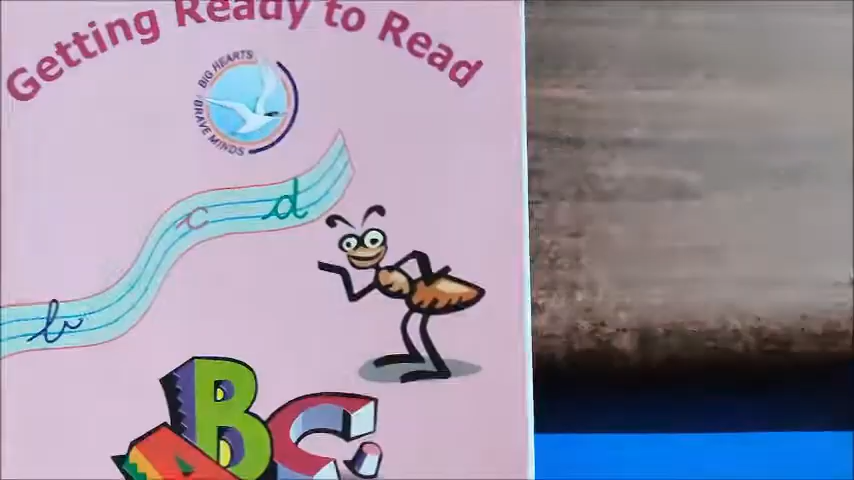 Getting Ready to Read
BIG HEARTS
BRAVE MINDS
b c d
ABC